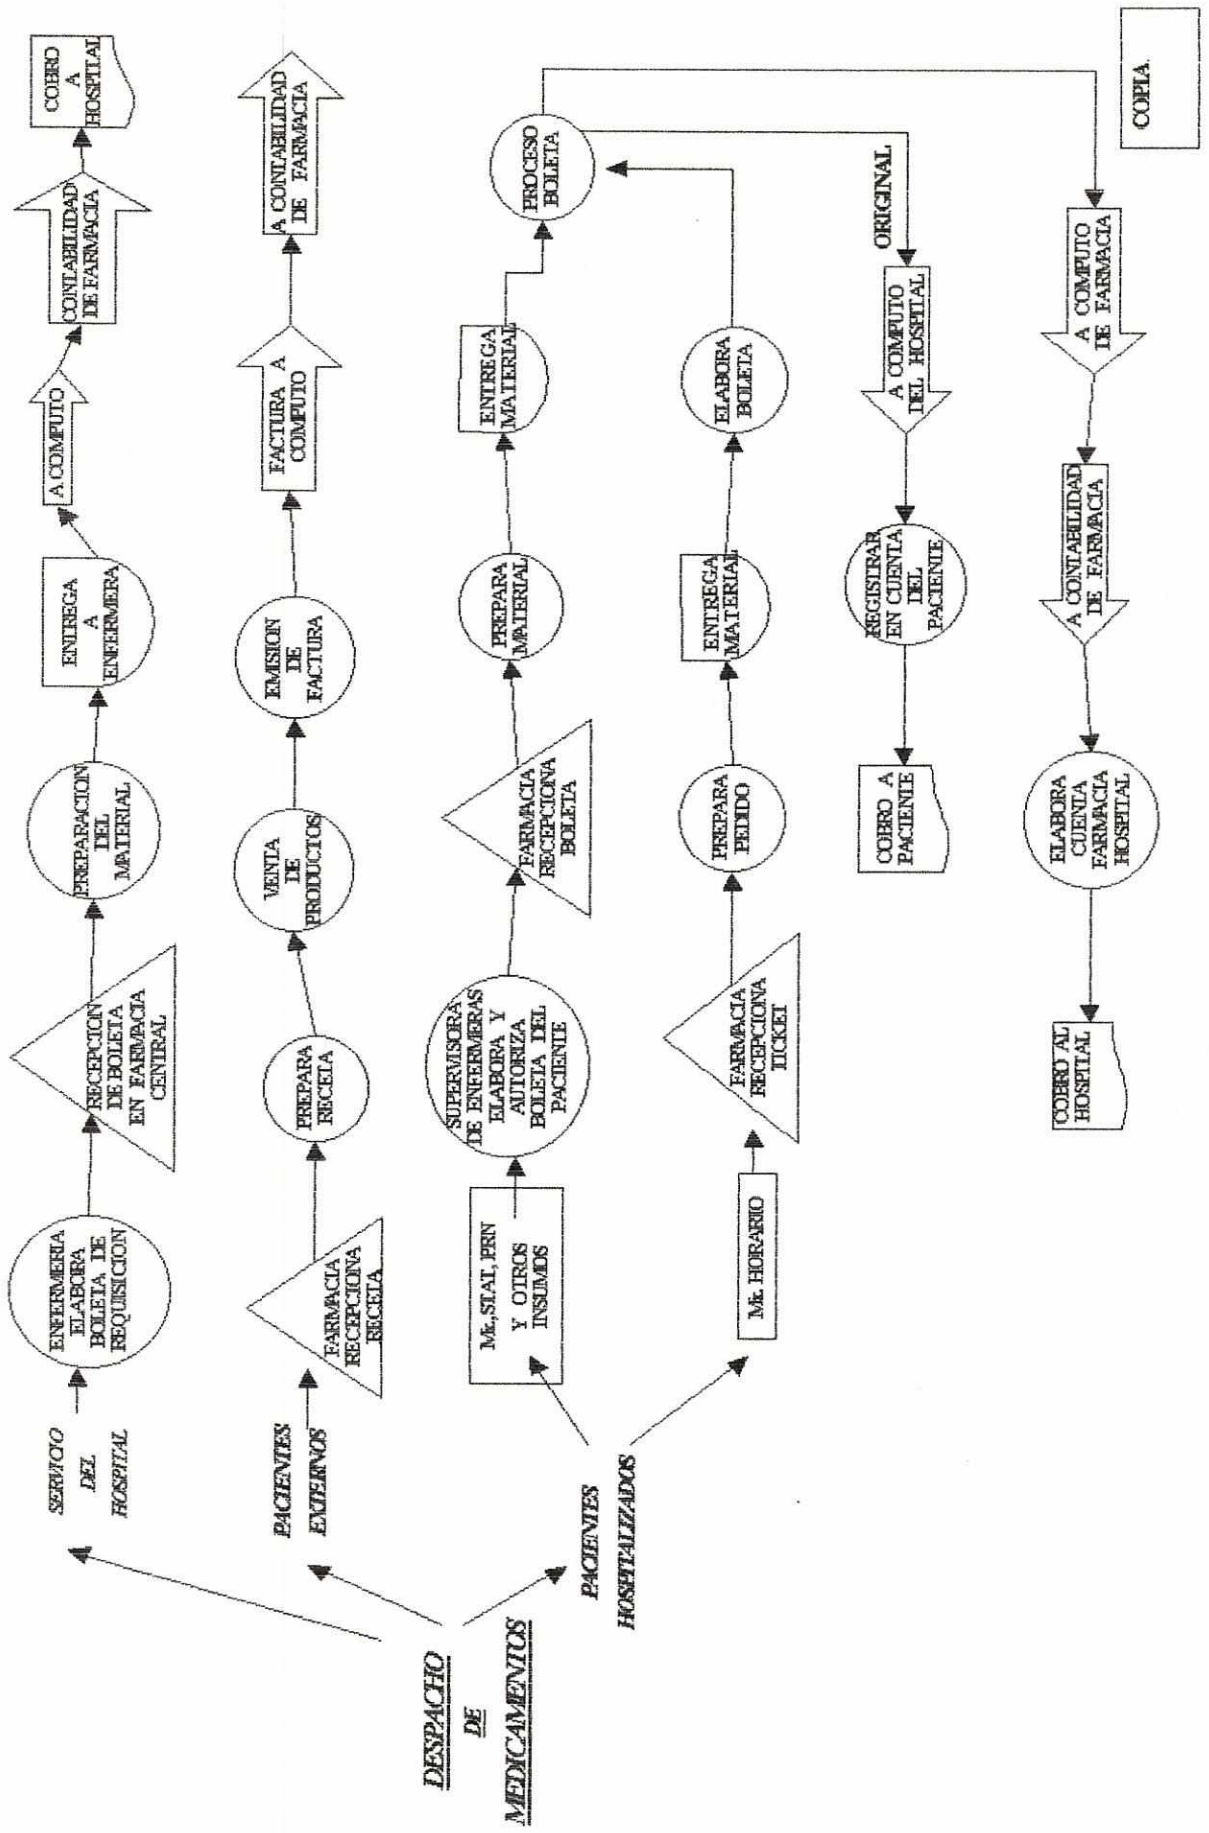 DESPACHO
DE
MEDICAMENTOS
SERVICIO
DEL
HOSPITAL
ENFERMERIA
ELABORA
BOLETA DE
REQUISICION
RECEPCION
DE BOLETA
EN FARMACIA
CENTRAL
PREPARACION
DEL
MATERIAL
ENTREGA
A
ENFERMERA
A COMPUTO
CONTABILIDAD
DE FARMACIA
COBRO
A
HOSPITAL
PACIENTES
EXTERNOS
FARMACIA
RECEPCIONA
RECETA
PREPARA
RECETA
VENTA
DE
PRODUCTOS
EMISION
DE
FACTURA
FACTURA A
COMPUTO
A CONTABILIDAD
DE FARMACIA
PACIENTES
HOSPITALIZADOS
Mc,STAT, PRN
Y OTROS
INSUMOS
SUPERVISORA
DE ENFERMERAS
ELABORA Y
AUTORIZA
BOLETA DEL
PACIENTE
FARMACIA
RECEPCIONA
BOLETA
PREPARA
MATERIAL
ENTREGA
MATERIAL
PROCESO
BOLETA
Mc. HORARIO
FARMACIA
RECEPCIONA
TICKET
PREPARA
PEDIDO
ENTREGA
MATERIAL
ELABORA
BOLETA
ORIGINAL
A COMPUTO
DEL HOSPITAL
REGISTRAR
EN CUENTA
DEL
PACIENTE
COBRO A
PACIENTE
COPIA
A COMPUTO
DE FARMACIA
A CONTABILIDAD
DE FARMACIA
ELABORA
CUENTA
FARMACIA
HOSPITAL
COBRO AL
HOSPITAL